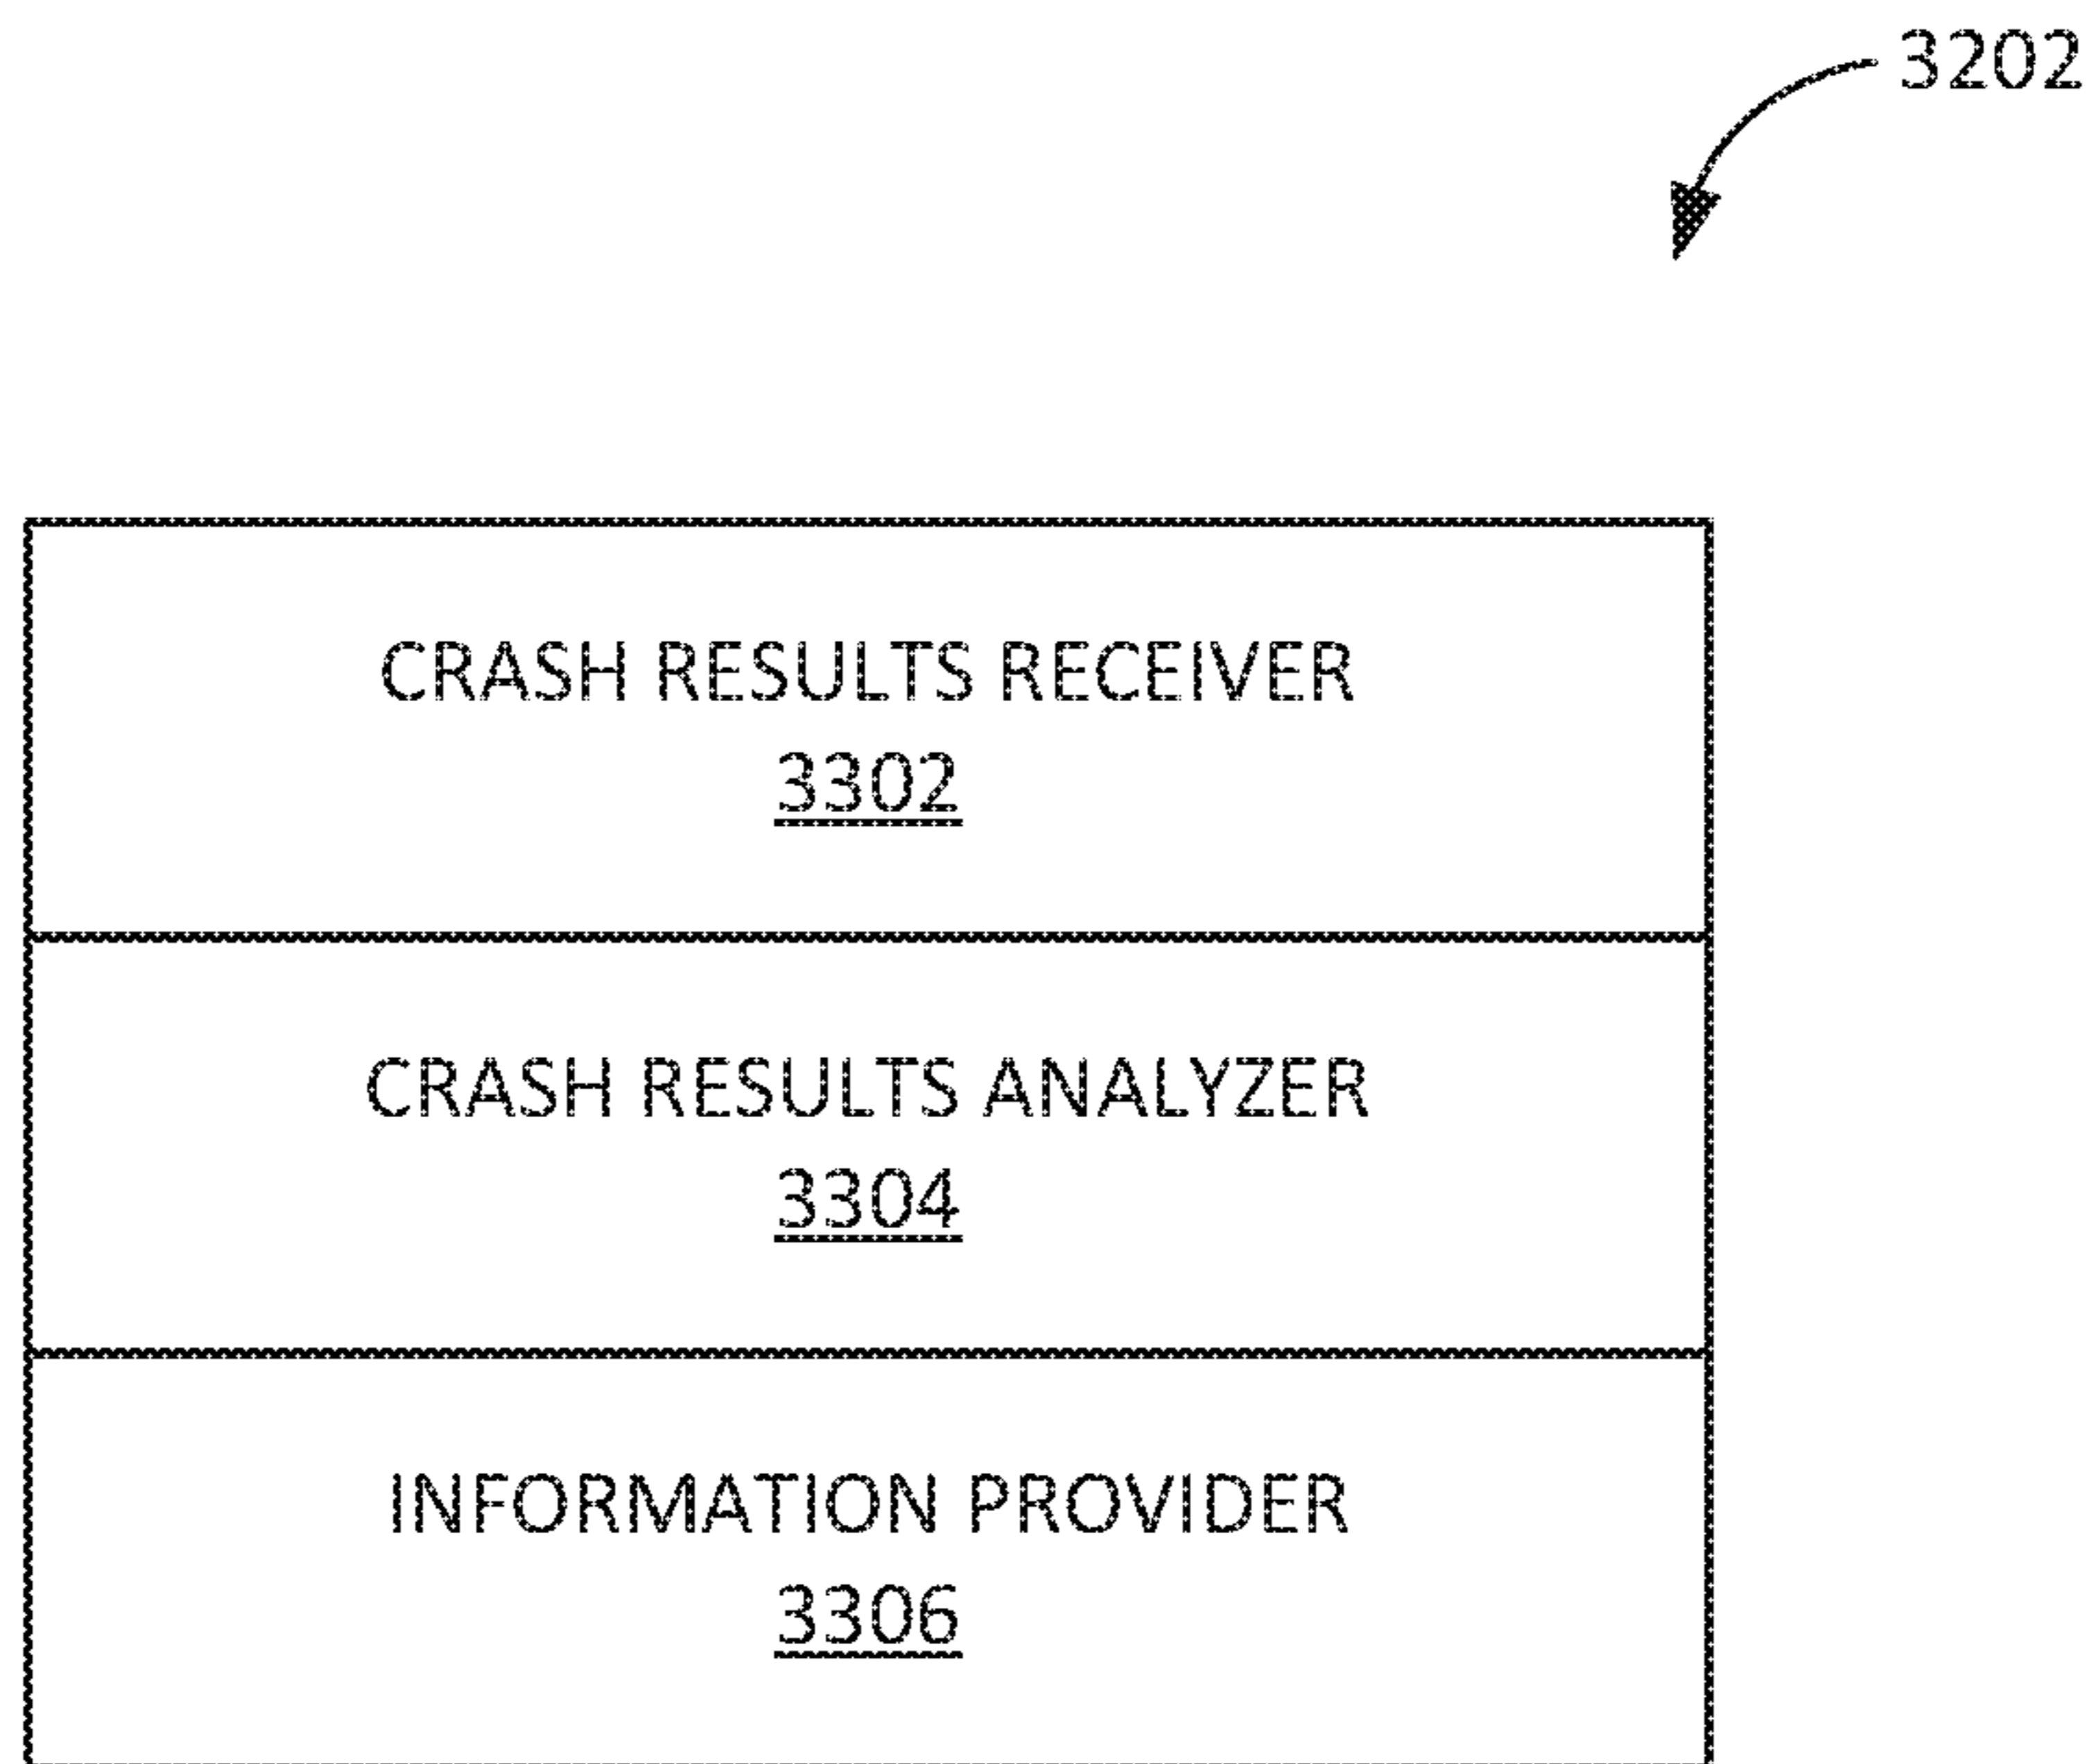 3202
CRASH RESULTS RECEIVER
3302
CRASH RESULTS ANALYZER
3304
INFORMATION PROVIDER
3306